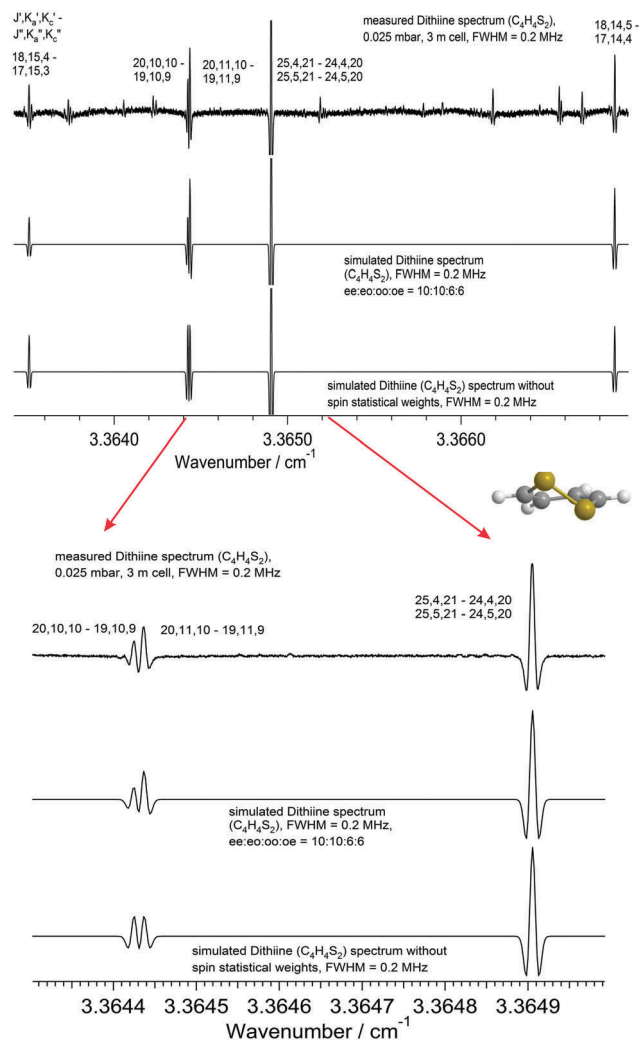 J',Kₐ',K꜀' -
J",Kₐ",K꜀"
18,15,4 -
17,15,3
20,10,10 -
19,10,9
20,11,10 -
19,11,9
25,4,21 - 24,4,20
25,5,21 - 24,5,20
measured Dithiine spectrum (C₄H₄S₂),
0.025 mbar, 3 m cell, FWHM = 0.2 MHz
18,14,5 -
17,14,4
simulated Dithiine spectrum
(C₄H₄S₂), FWHM = 0.2 MHz
ee:eo:oo:oe = 10:10:6:6
simulated Dithiine (C₄H₄S₂) spectrum without
spin statistical weights, FWHM = 0.2 MHz
3.3640 3.3650 3.3660
Wavenumber / cm⁻¹
measured Dithiine spectrum (C₄H₄S₂),
0.025 mbar, 3 m cell, FWHM = 0.2 MHz
20,10,10 - 19,10,9 20,11,10 - 19,11,9
25,4,21 - 24,4,20
25,5,21 - 24,5,20
simulated Dithiine spectrum
(C₄H₄S₂), FWHM = 0.2 MHz,
ee:eo:oo:oe = 10:10:6:6
simulated Dithiine (C₄H₄S₂) spectrum without
spin statistical weights, FWHM = 0.2 MHz
3.3644 3.3645 3.3646 3.3647 3.3648 3.3649
Wavenumber / cm⁻¹